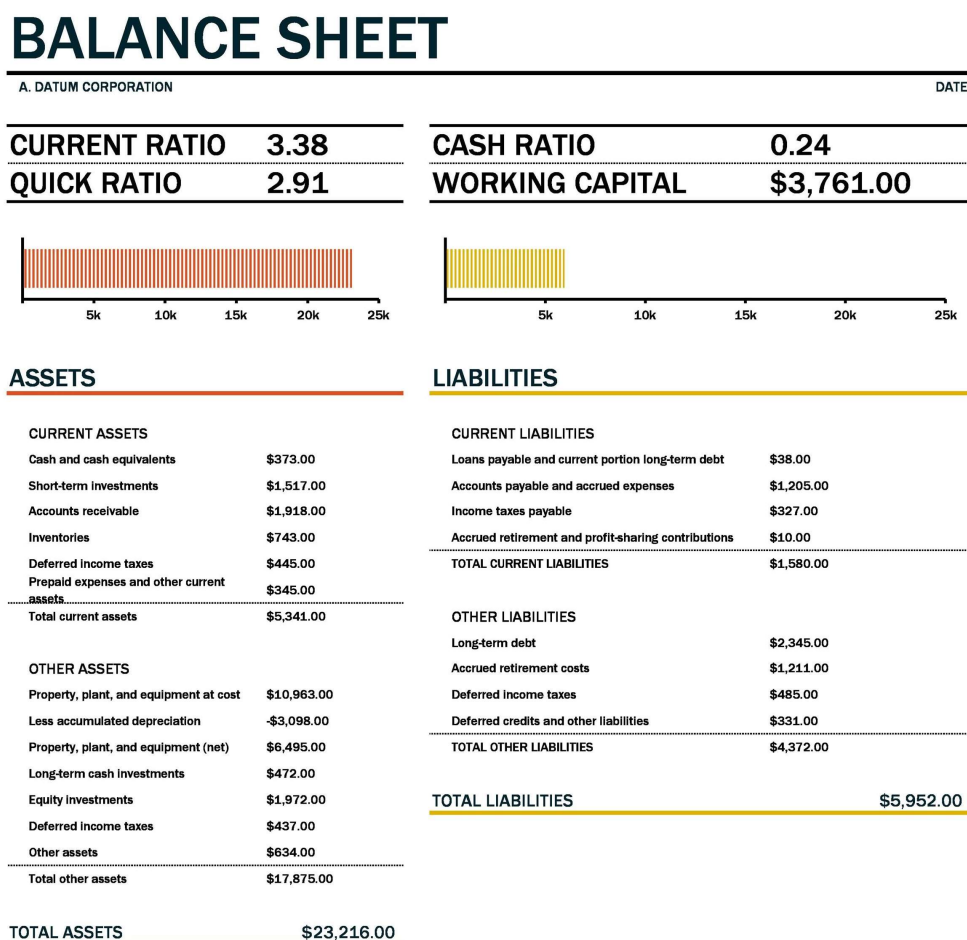 BALANCE SHEET
A. DATUM CORPORATION DATE
CURRENT RATIO 3.38
QUICK RATIO 2.91
CASH RATIO 0.24
WORKING CAPITAL $3,761.00
5k 10k 15k 20k 25k
5k 10k 15k 20k 25k
ASSETS
CURRENT ASSETS
Cash and cash equivalents $373.00
Short-term investments $1,517.00
Accounts receivable $1,918.00
Inventories $743.00
Deferred income taxes $445.00
Prepaid expenses and other current
assets $345.00
Total current assets $5,341.00
OTHER ASSETS
Property, plant, and equipment at cost $10,963.00
Less accumulated depreciation -$3,098.00
Property, plant, and equipment (net) $6,495.00
Long-term cash investments $472.00
Equity investments $1,972.00
Deferred income taxes $437.00
Other assets $634.00
Total other assets $17,875.00
TOTAL ASSETS $23,216.00
LIABILITIES
CURRENT LIABILITIES
Loans payable and current portion long-term debt $38.00
Accounts payable and accrued expenses $1,205.00
Income taxes payable $327.00
Accrued retirement and profit-sharing contributions $10.00
TOTAL CURRENT LIABILITIES $1,580.00
OTHER LIABILITIES
Long-term debt $2,345.00
Accrued retirement costs $1,211.00
Deferred income taxes $485.00
Deferred credits and other liabilities $331.00
TOTAL OTHER LIABILITIES $4,372.00
TOTAL LIABILITIES $5,952.00